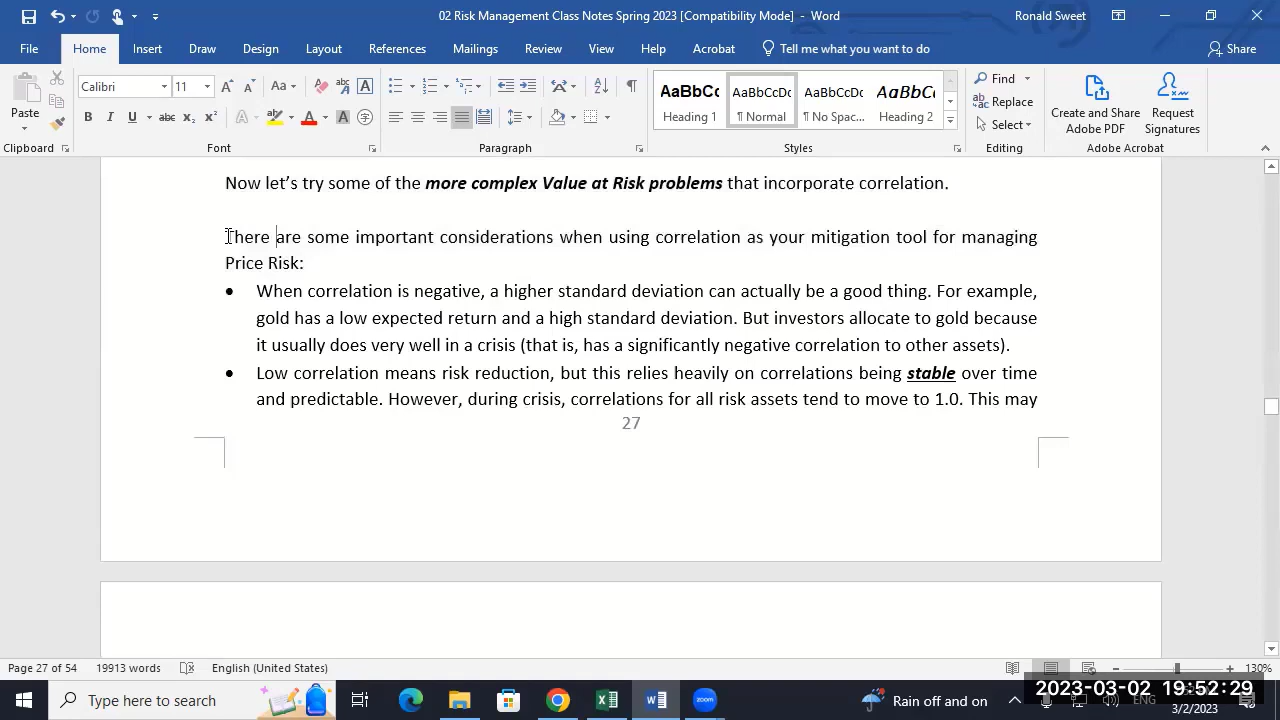 02 Risk Management Class Notes Spring 2023 [Compatibility Mode] - Word
Ronald Sweet
File Home Insert Draw Design Layout References Mailings Review View Help Acrobat Tell me what you want to do Share
Paste
Calibri 11
B I U abc x₂ x²
AaBbCc AaBbCcDc AaBbCcDc AaBbCc
Heading 1 ¶ Normal ¶ No Spac... Heading 2
Find
Replace
Select
Create and Share Adobe PDF
Request Signatures
Clipboard Font Paragraph Styles Editing Adobe Acrobat
Now let’s try some of the more complex Value at Risk problems that incorporate correlation.
There are some important considerations when using correlation as your mitigation tool for managing
Price Risk:
• When correlation is negative, a higher standard deviation can actually be a good thing. For example,
gold has a low expected return and a high standard deviation. But investors allocate to gold because
it usually does very well in a crisis (that is, has a significantly negative correlation to other assets).
• Low correlation means risk reduction, but this relies heavily on correlations being stable over time
and predictable. However, during crisis, correlations for all risk assets tend to move to 1.0. This may
27
Page 27 of 54 19913 words English (United States) 130%
Type here to search
zoom
Rain off and on
ENG
2023-03-02 19:52:29
3/2/2023